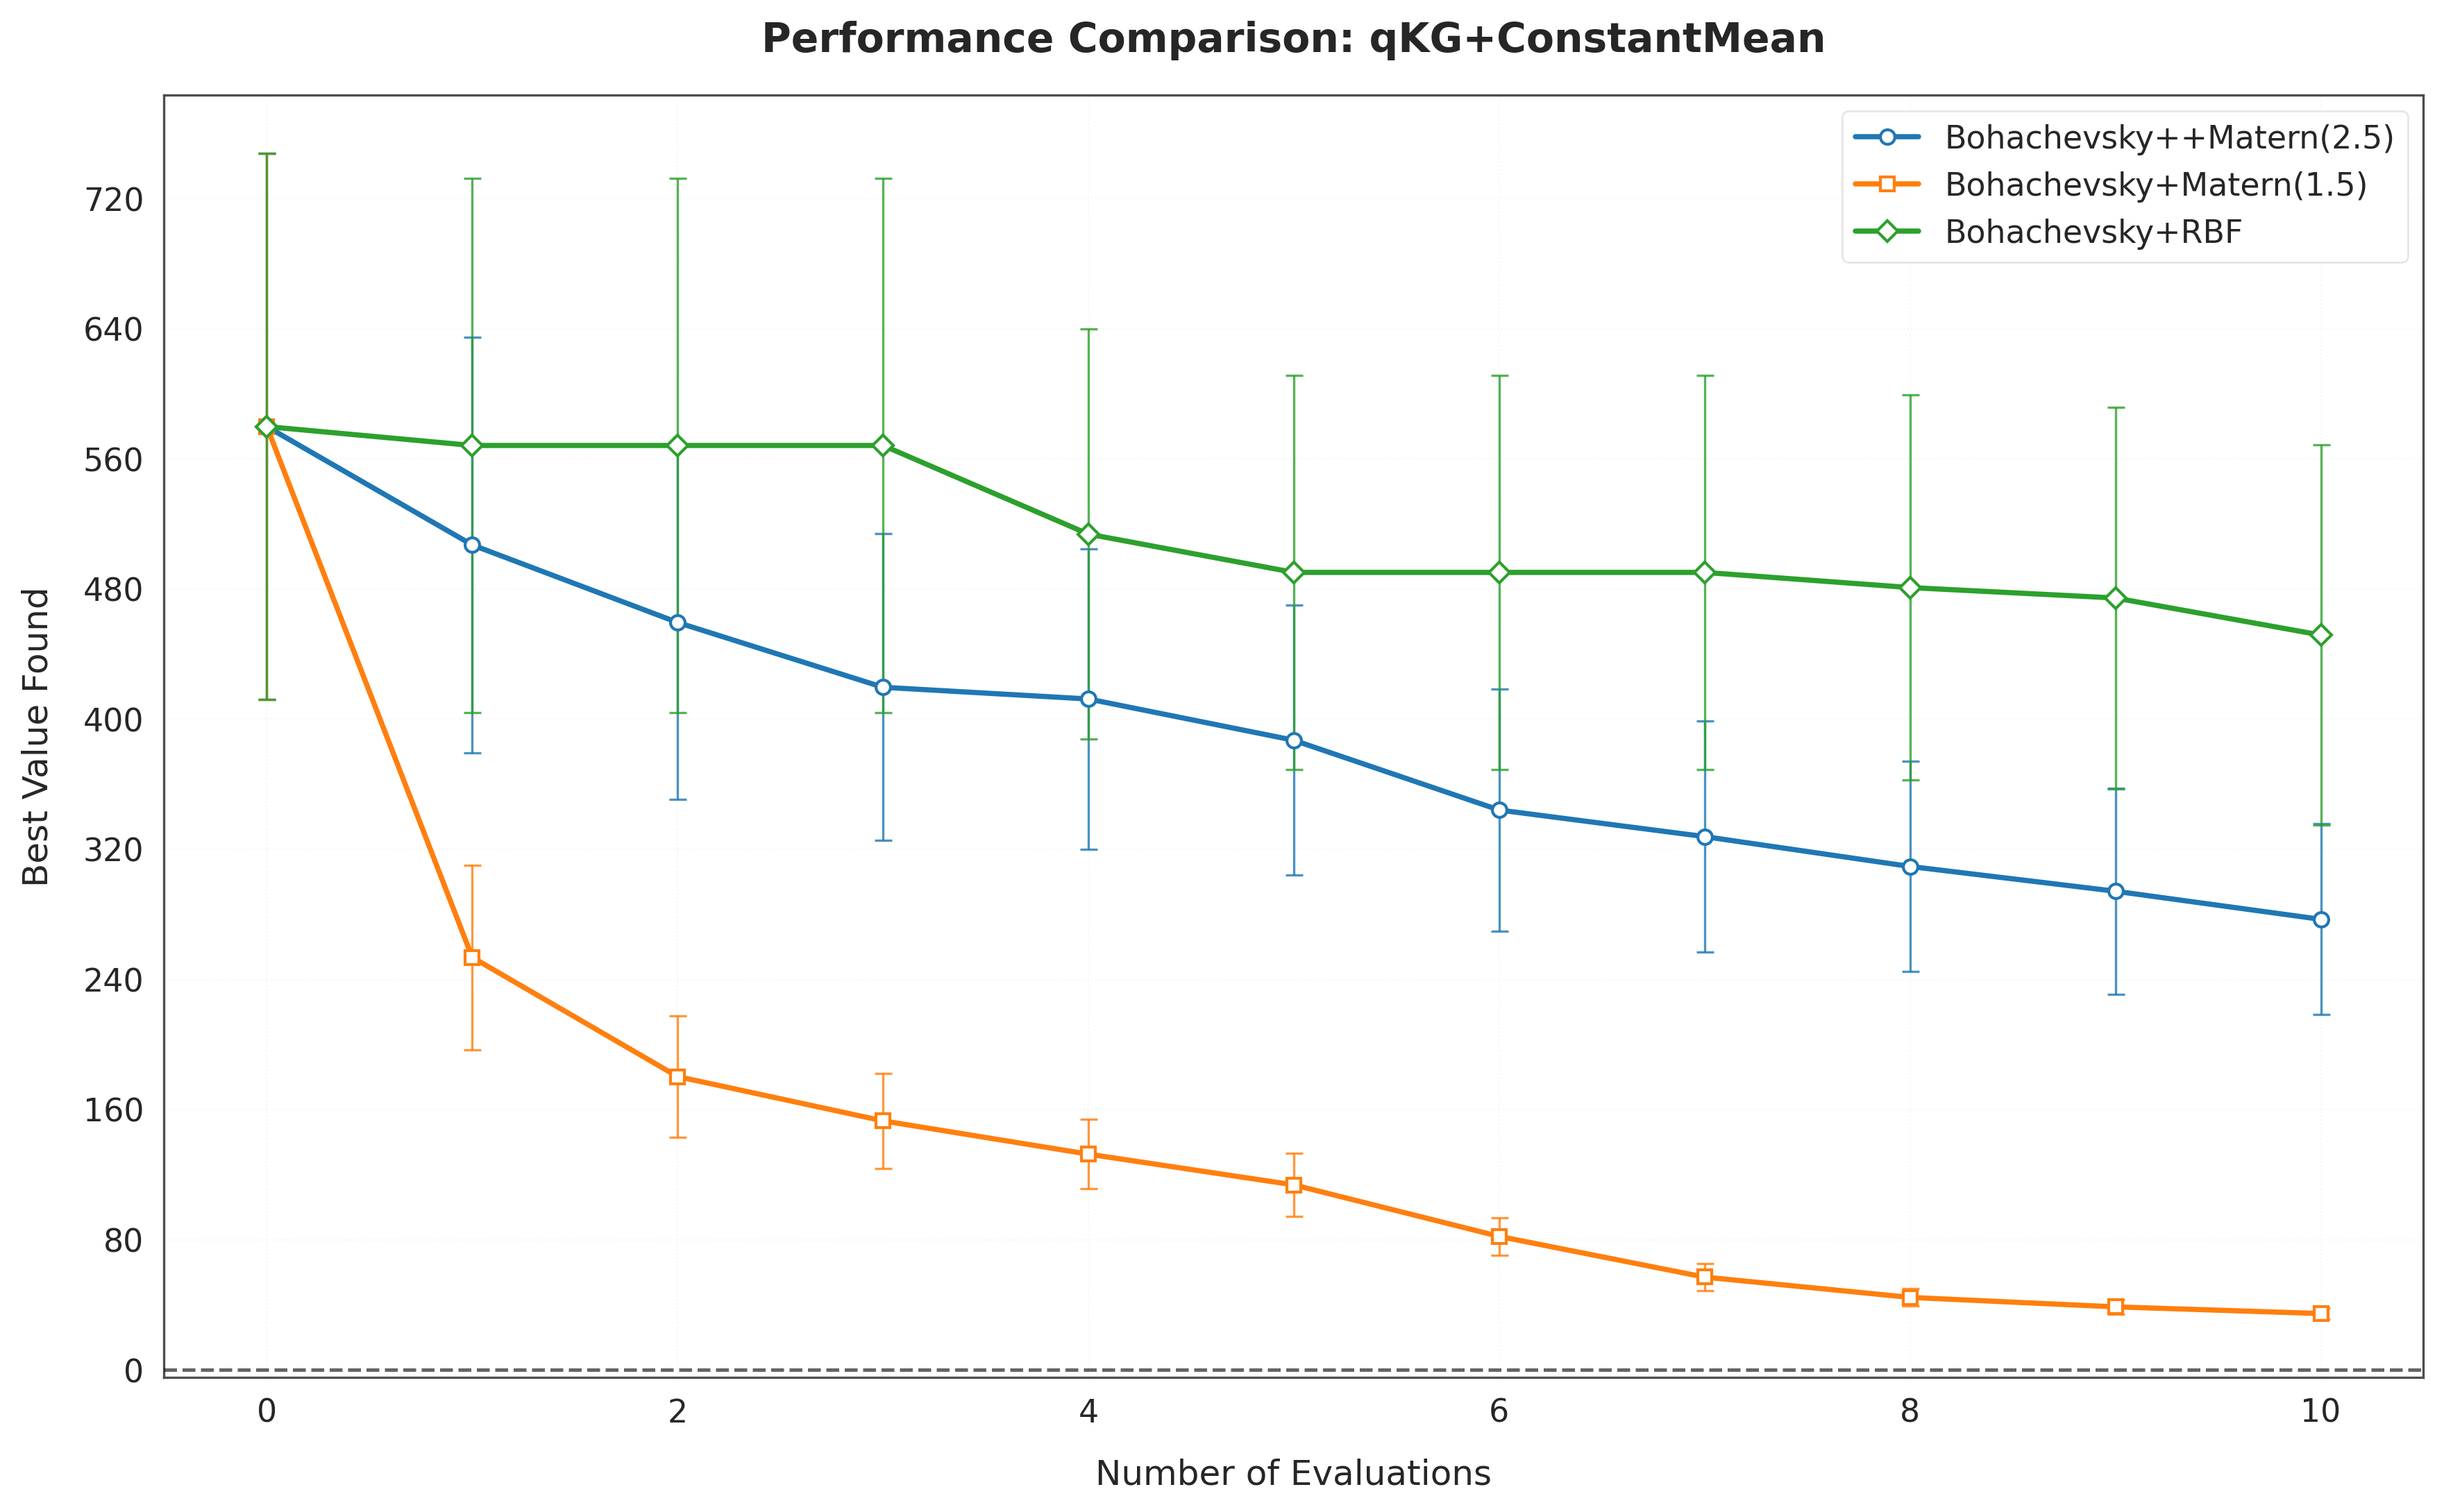 Performance Comparison: qKG+ConstantMean
Bohachevsky++Matern(2.5)
Bohachevsky+Matern(1.5)
Bohachevsky+RBF
Best Value Found
720
640
560
480
400
320
240
160
80
0
0 2 4 6 8 10
Number of Evaluations